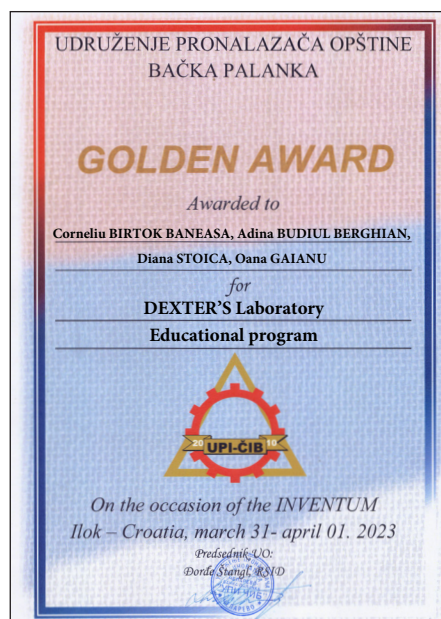 UDRUŽENJE PRONALAZAČA OPŠTINE
BAČKA PALANKA
GOLDEN AWARD
Awarded to
Corneliu BIRTOK BANEASA, Adina BUDIUL BERGHIAN,
Diana STOICA, Oana GAIANU
for
DEXTER'S Laboratory
Educational program
20 UPI-ČIB 10
On the occasion of the INVENTUM
Ilok – Croatia, march 31- april 01. 2023
Predsednik UO:
Đorđe Štangl, RSID